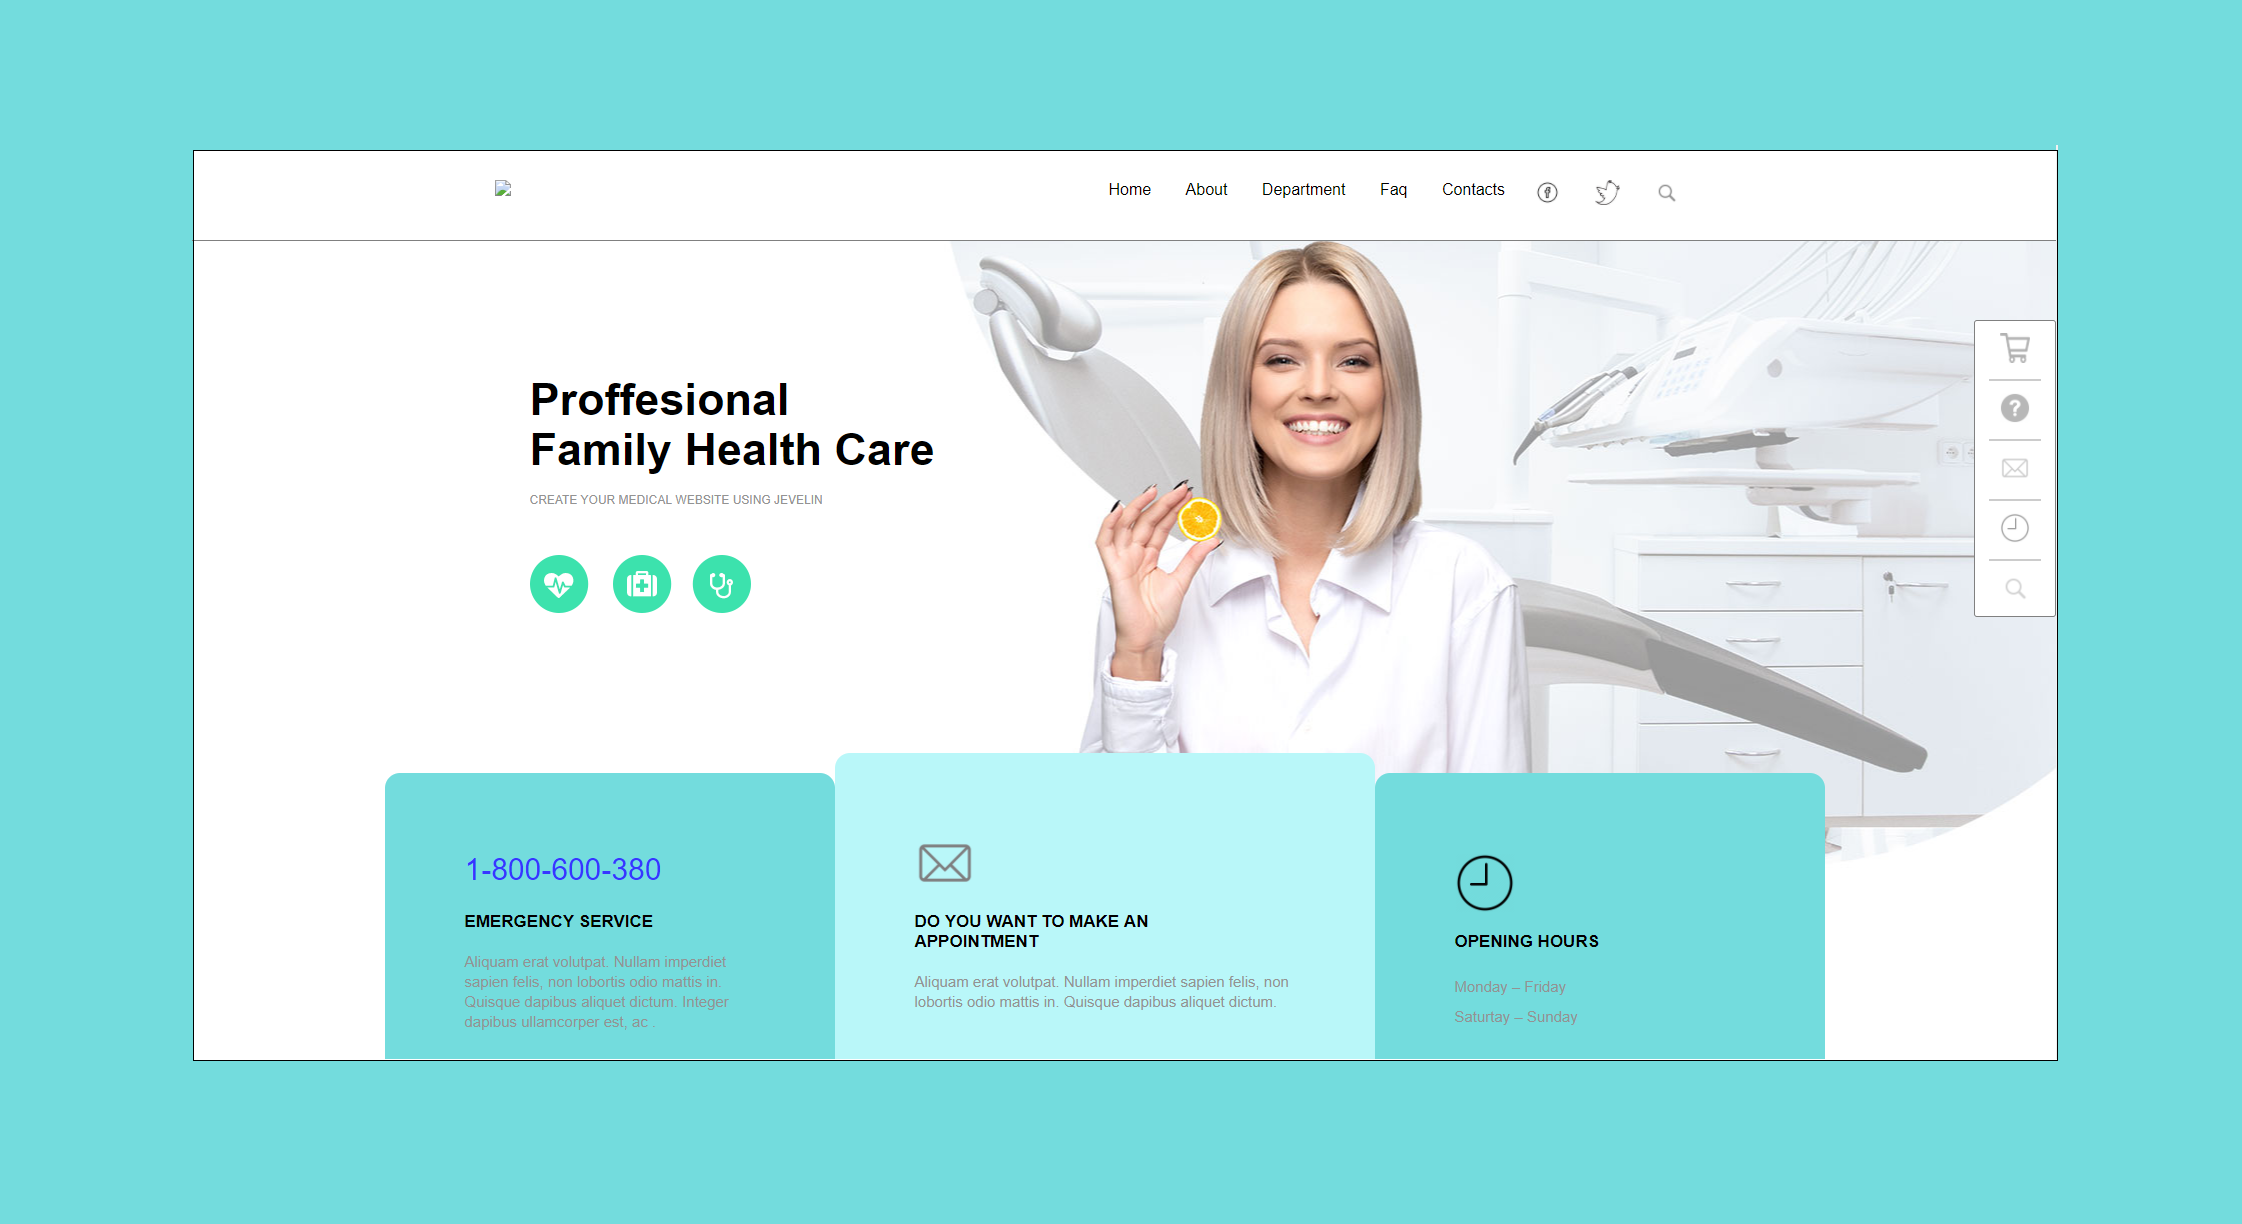 Home About Department Faq Contacts
Proffesional
Family Health Care
CREATE YOUR MEDICAL WEBSITE USING JEVELIN
1-800-600-380
EMERGENCY SERVICE
Aliquam erat volutpat. Nullam imperdiet
sapien felis, non lobortis odio mattis in.
Quisque dapibus aliquet dictum. Integer
dapibus ullamcorper est, ac .
DO YOU WANT TO MAKE AN
APPOINTMENT
Aliquam erat volutpat. Nullam imperdiet sapien felis, non
lobortis odio mattis in. Quisque dapibus aliquet dictum.
OPENING HOURS
Monday – Friday
Saturtay – Sunday